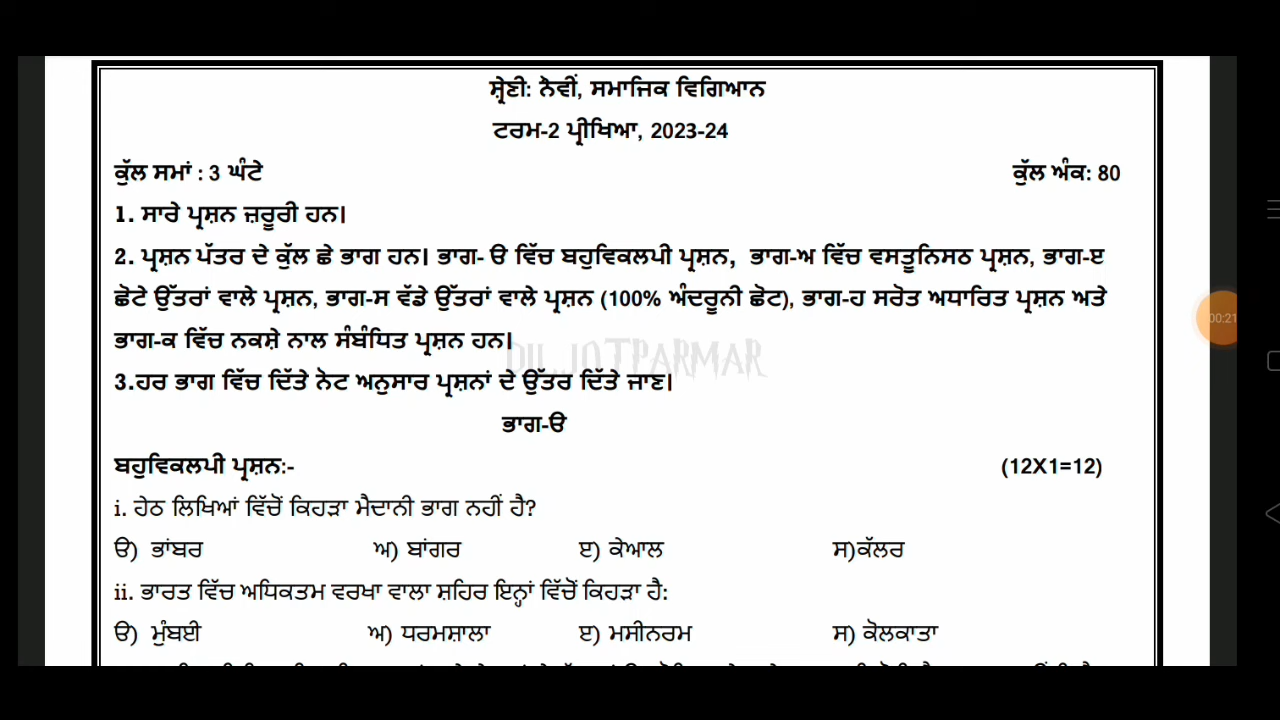 ਸ਼੍ਰੇਣੀ: ਨੌਵੀਂ, ਸਮਾਜਿਕ ਵਿਗਿਆਨ
ਟਰਮ-2 ਪ੍ਰੀਖਿਆ, 2023-24
ਕੁੱਲ ਸਮਾਂ : 3 ਘੰਟੇ ਕੁੱਲ ਅੰਕ: 80
1. ਸਾਰੇ ਪ੍ਰਸ਼ਨ ਜ਼ਰੂਰੀ ਹਨ।
2. ਪ੍ਰਸ਼ਨ ਪੱਤਰ ਦੇ ਕੁੱਲ ਛੇ ਭਾਗ ਹਨ। ਭਾਗ- ੳ ਵਿੱਚ ਬਹੁਵਿਕਲਪੀ ਪ੍ਰਸ਼ਨ, ਭਾਗ-ਅ ਵਿੱਚ ਵਸਤੂਨਿਸਠ ਪ੍ਰਸ਼ਨ, ਭਾਗ-ੲ
ਛੋਟੇ ਉੱਤਰਾਂ ਵਾਲੇ ਪ੍ਰਸ਼ਨ, ਭਾਗ-ਸ ਵੱਡੇ ਉੱਤਰਾਂ ਵਾਲੇ ਪ੍ਰਸ਼ਨ (100% ਅੰਦਰੂਨੀ ਛੋਟ), ਭਾਗ-ਹ ਸਰੋਤ ਅਧਾਰਿਤ ਪ੍ਰਸ਼ਨ ਅਤੇ
ਭਾਗ-ਕ ਵਿੱਚ ਨਕਸ਼ੇ ਨਾਲ ਸੰਬੰਧਿਤ ਪ੍ਰਸ਼ਨ ਹਨ।
DILJOTPARMAR
3.ਹਰ ਭਾਗ ਵਿੱਚ ਦਿੱਤੇ ਨੋਟ ਅਨੁਸਾਰ ਪ੍ਰਸ਼ਨਾਂ ਦੇ ਉੱਤਰ ਦਿੱਤੇ ਜਾਣ।
ਭਾਗ-ੳ
ਬਹੁਵਿਕਲਪੀ ਪ੍ਰਸ਼ਨ:- (12X1=12)
i. ਹੇਠ ਲਿਖਿਆਂ ਵਿੱਚੋਂ ਕਿਹੜਾ ਮੈਦਾਨੀ ਭਾਗ ਨਹੀਂ ਹੈ?
ੳ) ਭਾਂਬਰ ਅ) ਬਾਂਗਰ ੲ) ਕੇਆਲ ਸ)ਕੱਲਰ
ii. ਭਾਰਤ ਵਿੱਚ ਅਧਿਕਤਮ ਵਰਖਾ ਵਾਲਾ ਸ਼ਹਿਰ ਇਨ੍ਹਾਂ ਵਿੱਚੋਂ ਕਿਹੜਾ ਹੈ:
ੳ) ਮੁੰਬਈ ਅ) ਧਰਮਸ਼ਾਲਾ ੲ) ਮਸੀਨਰਮ ਸ) ਕੋਲਕਾਤਾ
00:21